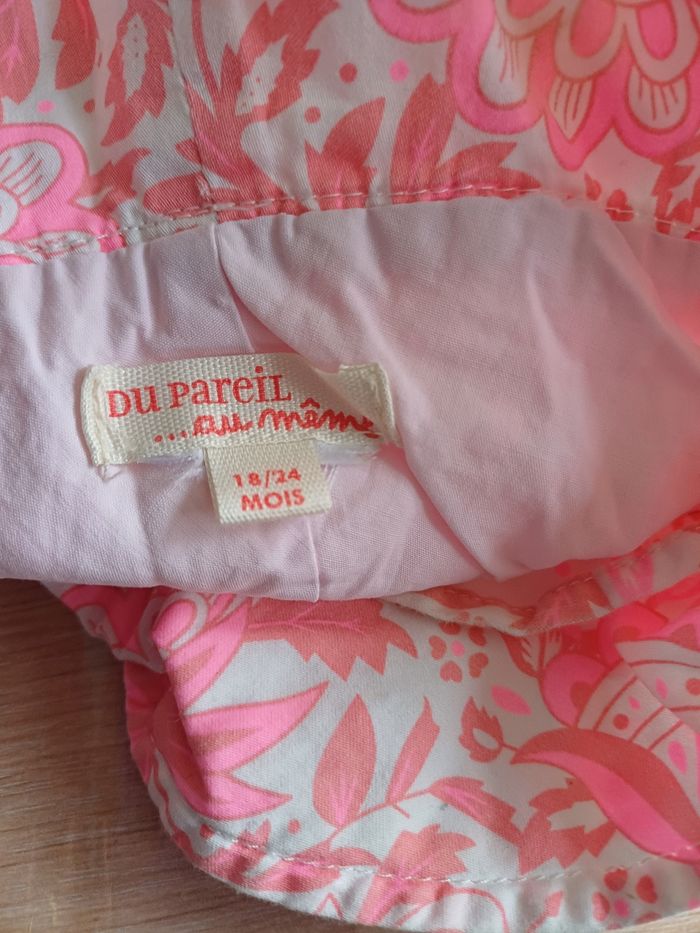 DU PAREIL
...au même
18/24
MOIS